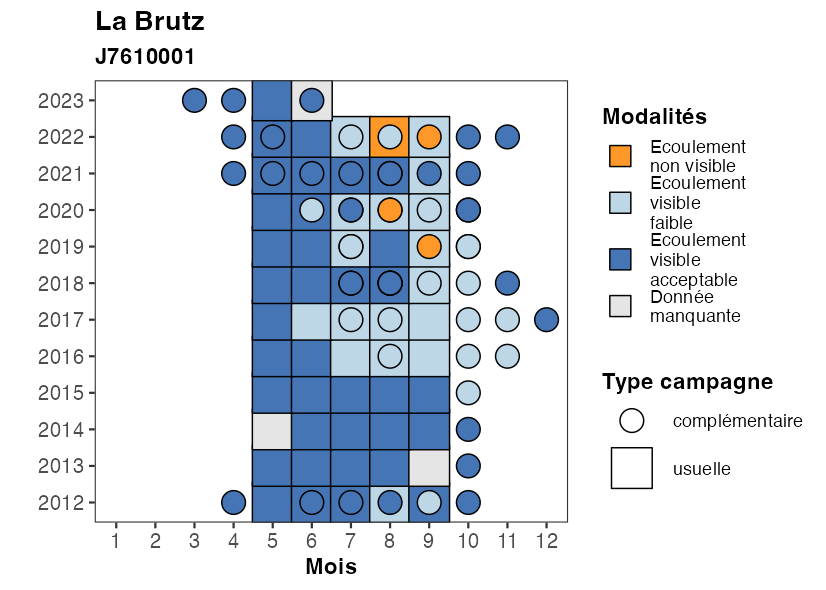 La Brutz
J7610001
2023
2022
2021
2020
2019
2018
2017
2016
2015
2014
2013
2012
1 2 3 4 5 6 7 8 9 10 11 12
Mois
Modalités
Ecoulement
non visible
Ecoulement
visible
faible
Ecoulement
visible
acceptable
Donnée
manquante
Type campagne
complémentaire
usuelle